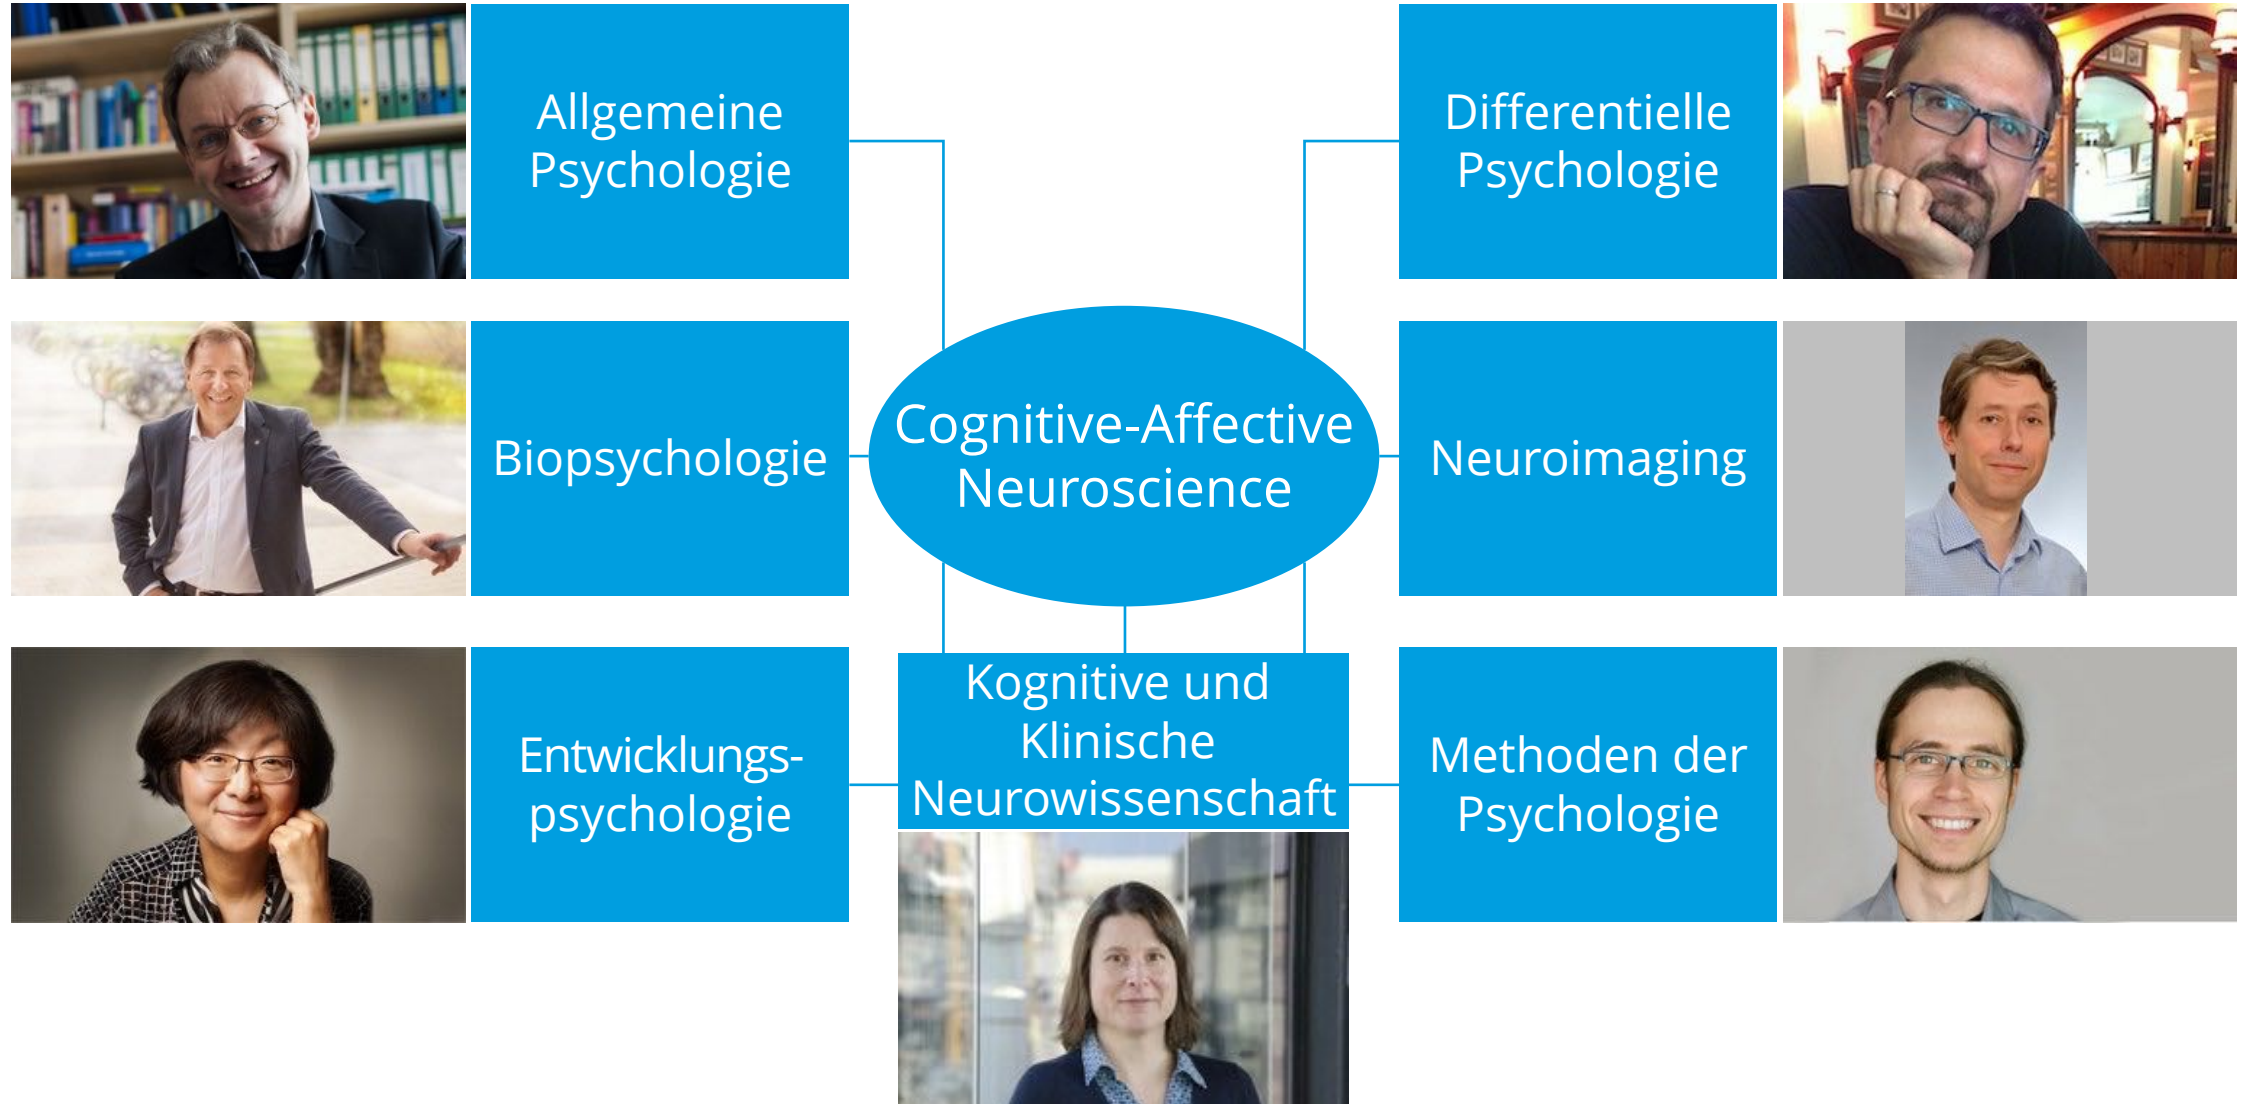 Allgemeine
Psychologie
Differentielle
Psychologie
Biopsychologie
Cognitive-Affective
Neuroscience
Neuroimaging
Entwicklungs-
psychologie
Kognitive und
Klinische
Neurowissenschaft
Methoden der
Psychologie